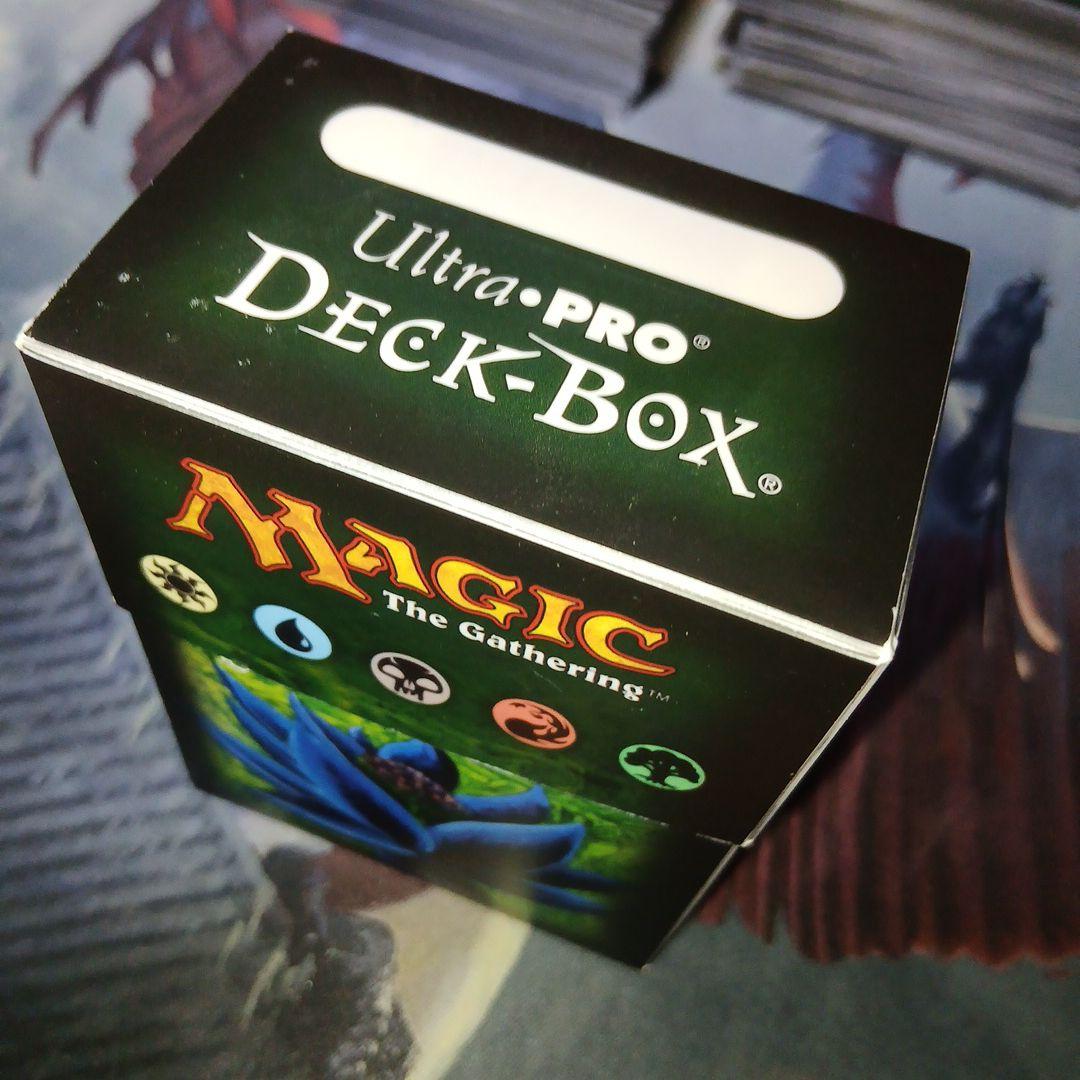 Ultra•PRO®
DECK-BOX®
MAGIC
The Gathering™